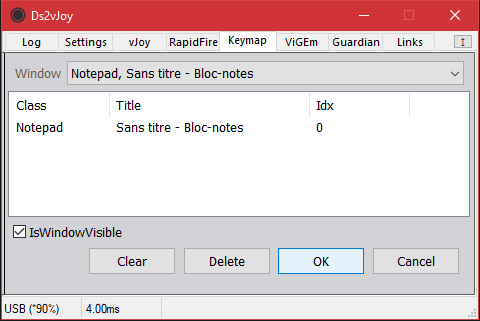 Ds2vJoy
Log Settings vJoy RapidFire Keymap ViGEm Guardian Links
Window Notepad, Sans titre - Bloc-notes
Class Title Idx
Notepad Sans titre - Bloc-notes 0
IsWindowVisible
Clear Delete OK Cancel
USB (*90%) 4.00ms